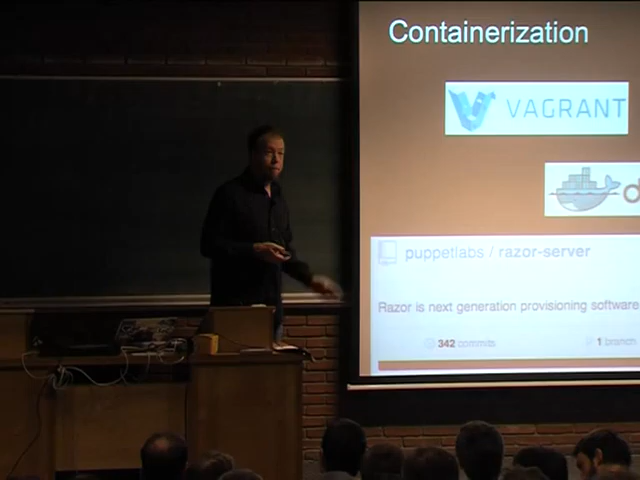 Containerization
VAGRANT
d
puppetlabs / razor-server
Razor is next generation provisioning software
342 commits
1 branch